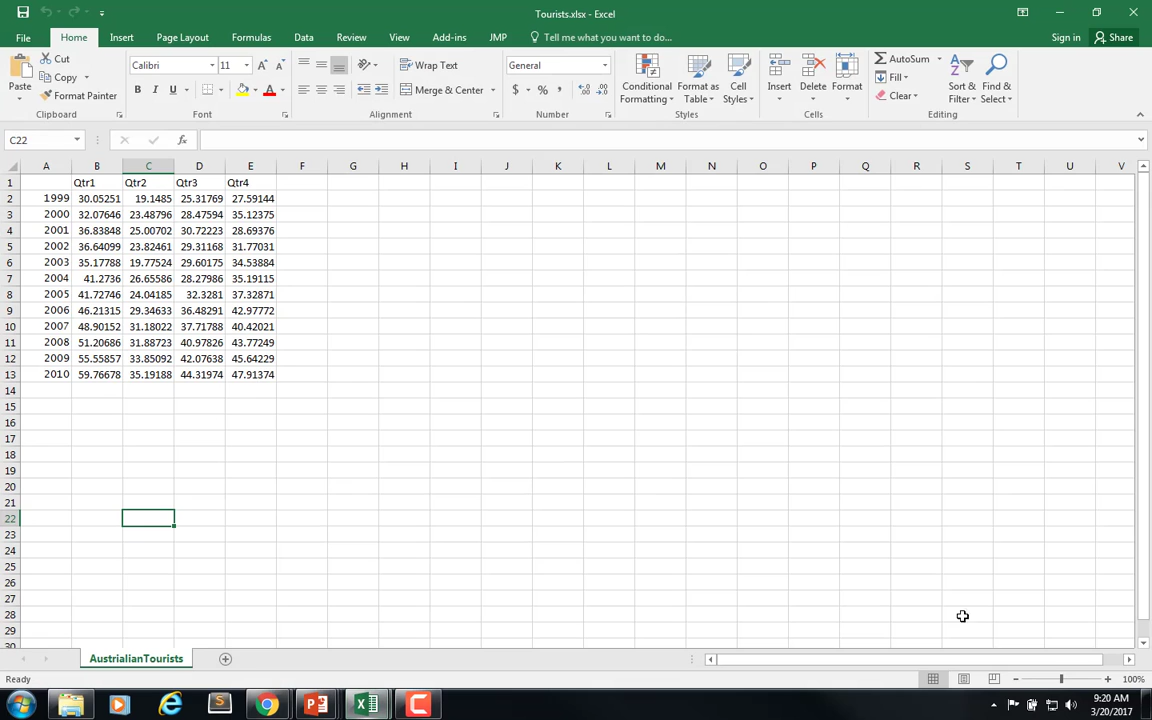 Tourists.xlsx - Excel
File Home Insert Page Layout Formulas Data Review View Add-ins JMP Tell me what you want to do... Sign in Share
Paste
Cut
Copy
Format Painter
Clipboard
Calibri 11
B I U A
Font
Wrap Text
Merge & Center
Alignment
General
$ % ,
Number
Conditional Formatting
Format as Table
Cell Styles
Styles
Insert Delete Format
Cells
AutoSum
Fill
Clear
Sort & Filter
Find & Select
Editing
C22 fx
A B C D E F G H I J K L M N O P Q R S T U V
1 Qtr1 Qtr2 Qtr3 Qtr4
2 1999 30.05251 19.1485 25.31769 27.59144
3 2000 32.07646 23.48796 28.47594 35.12375
4 2001 36.83848 25.00702 30.72223 28.69376
5 2002 36.64099 23.82461 29.31168 31.77031
6 2003 35.17788 19.77524 29.60175 34.53884
7 2004 41.2736 26.65586 28.27986 35.19115
8 2005 41.72746 24.04185 32.3281 37.32871
9 2006 46.21315 29.34633 36.48291 42.97772
10 2007 48.90152 31.18022 37.71788 40.42021
11 2008 51.20686 31.88723 40.97826 43.77249
12 2009 55.55857 33.85092 42.07638 45.64229
13 2010 59.76678 35.19188 44.31974 47.91374
14
15
16
17
18
19
20
21
22
23
24
25
26
27
28
29
30
AustrialianTourists
Ready 100%
9:20 AM
3/20/2017